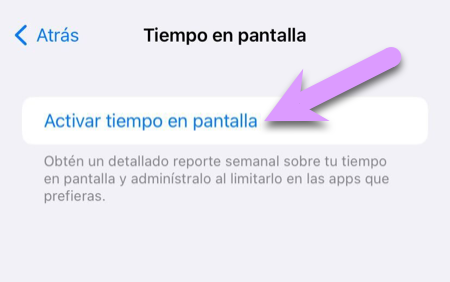 Atrás
Tiempo en pantalla
Activar tiempo en pantalla
Obtén un detallado reporte semanal sobre tu tiempo
en pantalla y adminístralo al limitarlo en las apps que
prefieras.